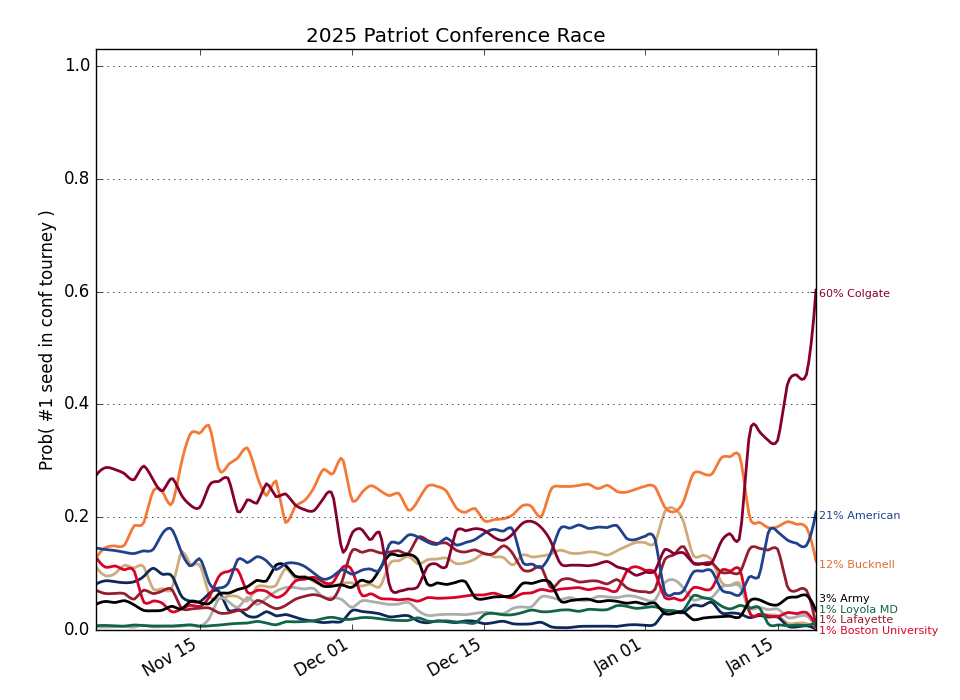 2025 Patriot Conference Race
Prob( #1 seed in conf tourney )
1.0
0.8
0.6
0.4
0.2
0.0
Nov 15
Dec 01
Dec 15
Jan 01
Jan 15
60% Colgate
21% American
12% Bucknell
3% Army
1% Loyola MD
1% Lafayette
1% Boston University